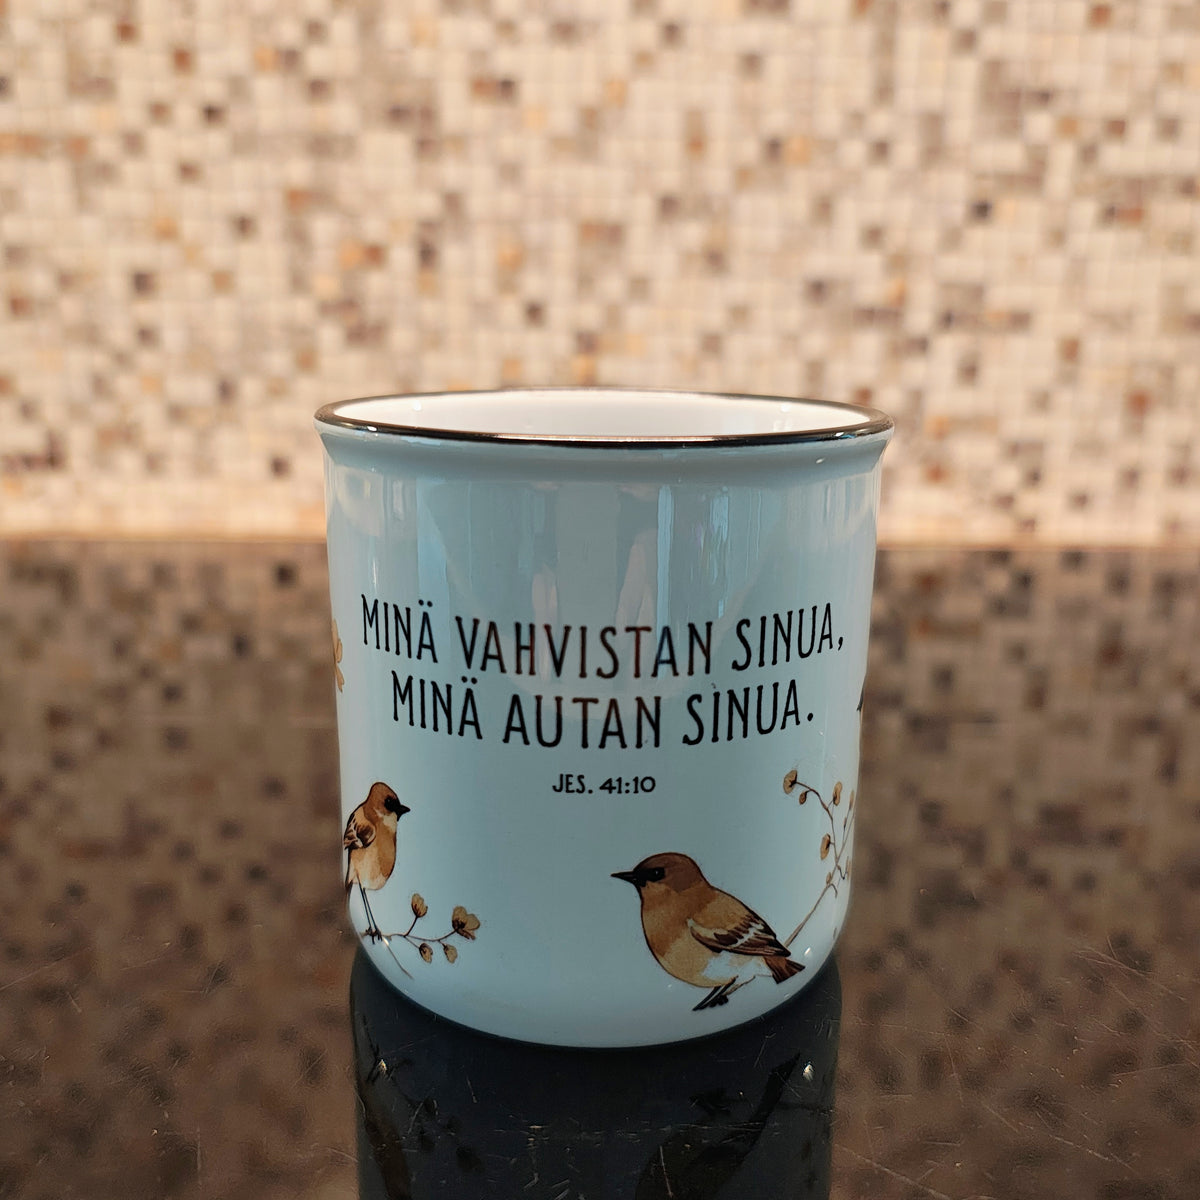 MINÄ VAHVISTAN SINUA,
MINÄ AUTAN SINUA.
JES. 41:10